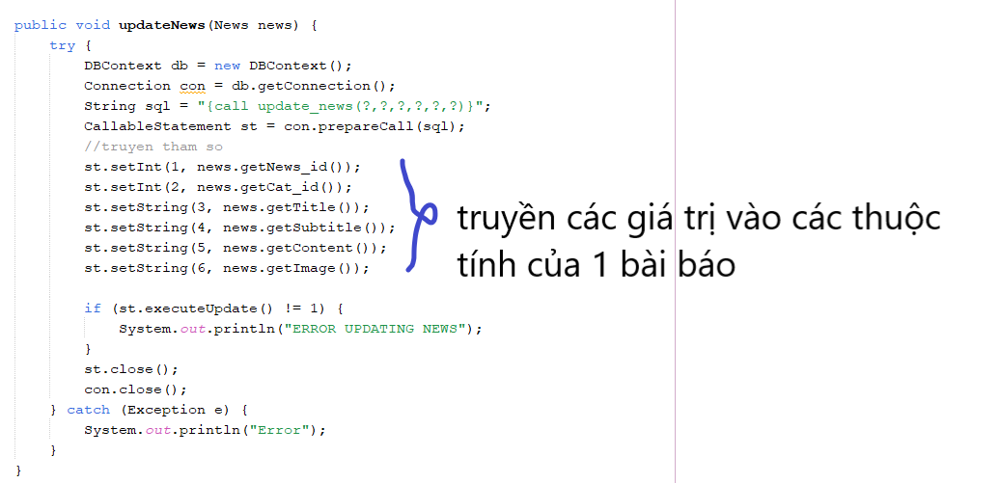 public void updateNews(News news) {
try {
DBContext db = new DBContext();
Connection con = db.getConnection();
String sql = "{call update_news(?,?,?,?,?,?)}";
CallableStatement st = con.prepareCall(sql);
//truyen tham so
st.setInt(1, news.getNews_id());
st.setInt(2, news.getCat_id());
st.setString(3, news.getTitle());
st.setString(4, news.getSubtitle());
st.setString(5, news.getContent());
st.setString(6, news.getImage());
truyền các giá trị vào các thuộc
tính của 1 bài báo
if (st.executeUpdate() != 1) {
System.out.println("ERROR UPDATING NEWS");
}
st.close();
con.close();
} catch (Exception e) {
System.out.println("Error");
}
}